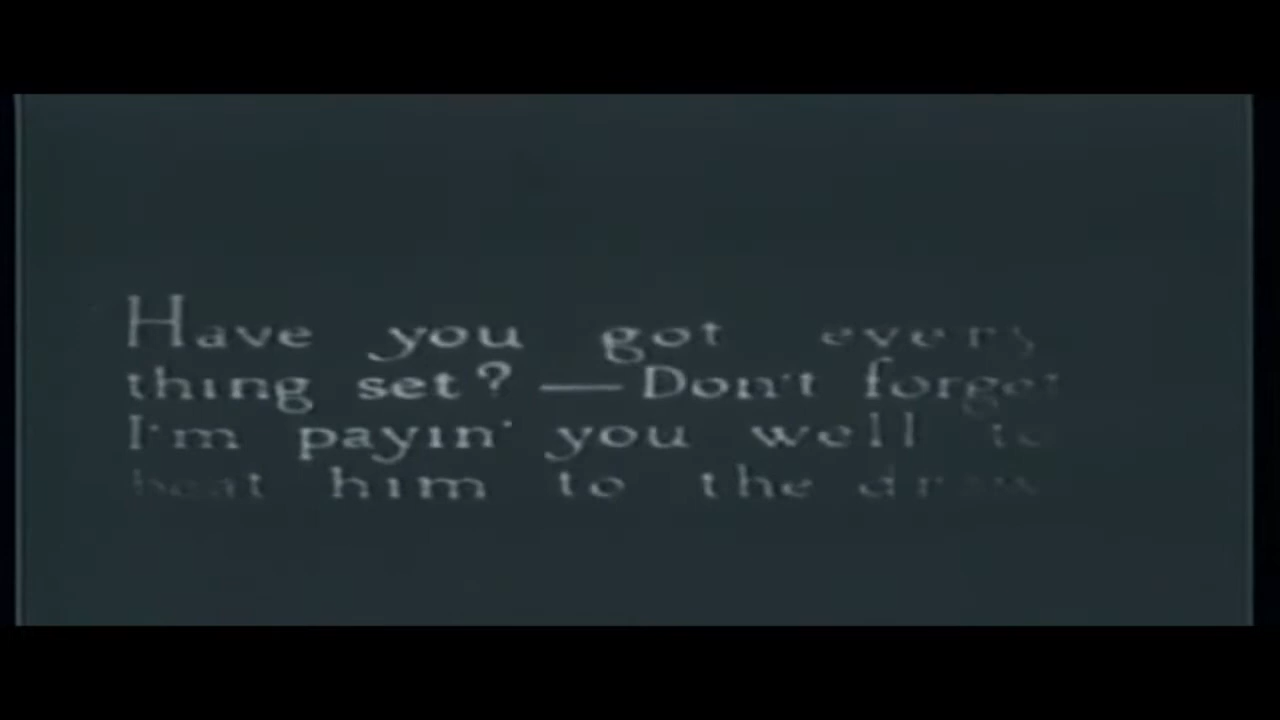 Have you got every
thing set? — Don't forget
I'm payin' you well to
beat him to the draw